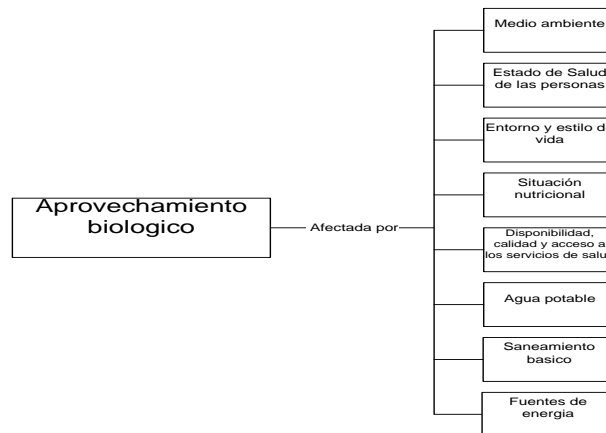 Aprovechamiento
biologico
Afectada por
Medio ambiente
Estado de Salud
de las personas
Entorno y estilo d
vida
Situación
nutricional
Disponibilidad,
calidad y acceso a
los servicios de salu
Agua potable
Saneamiento
basico
Fuentes de
energia